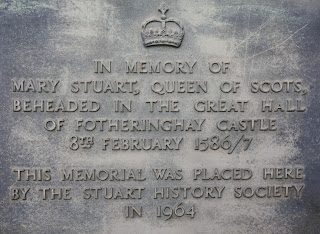 IN MEMORY OF
MARY STUART, QUEEN OF SCOTS,
BEHEADED IN THE GREAT HALL
OF FOTHERINGHAY CASTLE
8TH FEBRUARY 1586/7
THIS MEMORIAL WAS PLACED HERE
BY THE STUART HISTORY SOCIETY
IN 1964